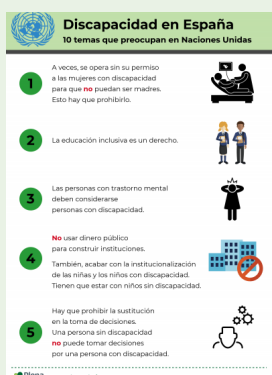 Discapacidad en España
10 temas que preocupan en Naciones Unidas
1
A veces, se opera sin su permiso
a las mujeres con discapacidad
para que no puedan ser madres.
Esto hay que prohibirlo.
2
La educación inclusiva es un derecho.
3
Las personas con trastorno mental
deben considerarse
personas con discapacidad.
4
No usar dinero público
para construir instituciones.
También, acabar con la institucionalización
de las niñas y los niños con discapacidad.
Tienen que estar con niños sin discapacidad.
5
Hay que prohibir la sustitución
en la toma de decisiones.
Una persona sin discapacidad
no puede tomar decisiones
por una persona con discapacidad.
Plena